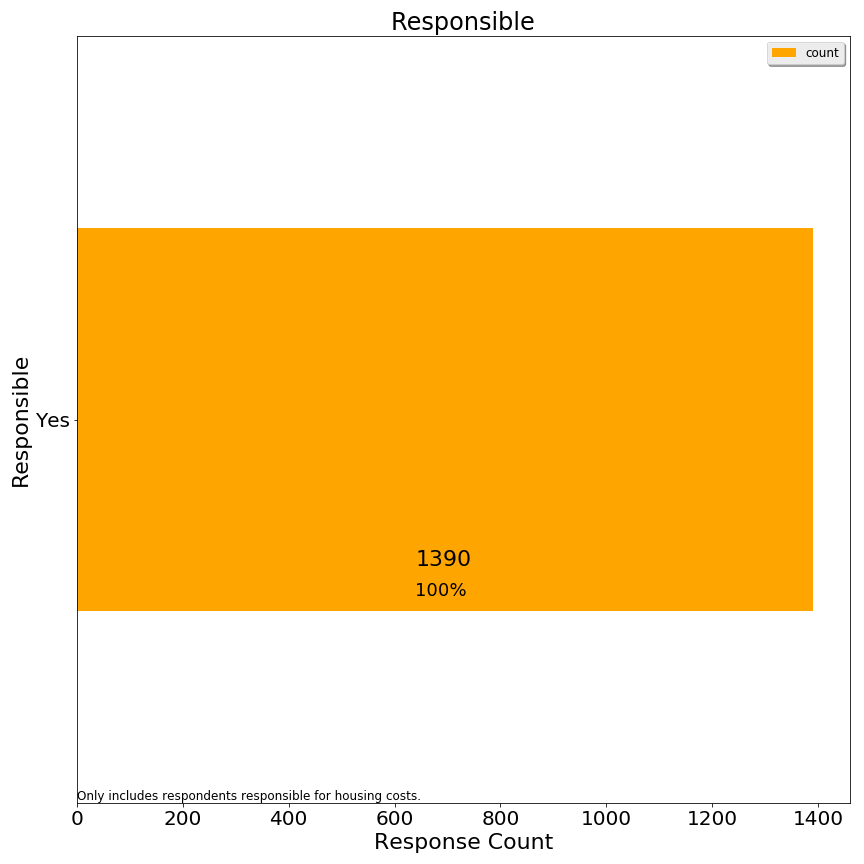 Responsible
count
Responsible
Yes
1390
100%
Only includes respondents responsible for housing costs.
0 200 400 600 800 1000 1200 1400
Response Count